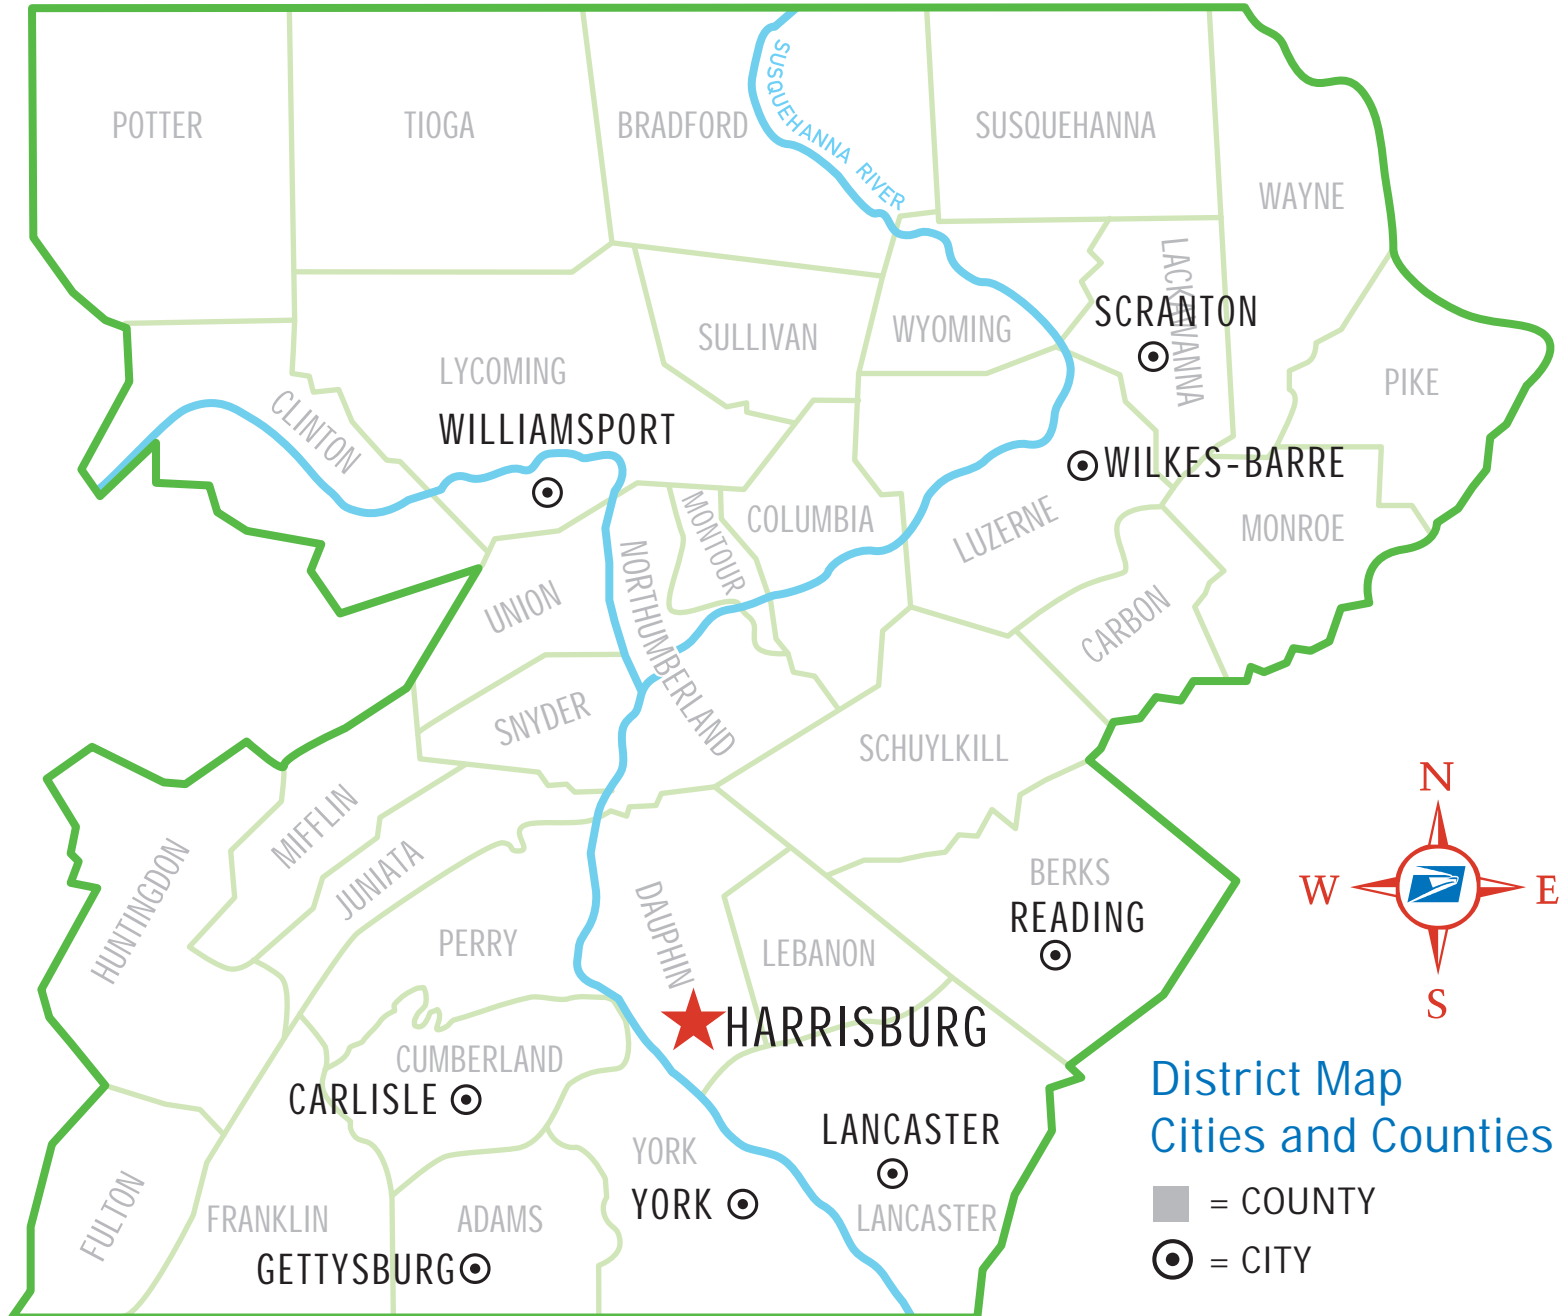 POTTER
TIOGA
BRADFORD
SUSQUEHANNA RIVER
SUSQUEHANNA
WAYNE
LACKAWANNA
SCRANTON
WYOMING
SULLIVAN
LYCOMING
PIKE
CLINTON
WILLIAMSPORT
WILKES-BARRE
MONTOUR
COLUMBIA
LUZERNE
MONROE
UNION
NORTHUMBERLAND
CARBON
SNYDER
SCHUYLKILL
MIFFLIN
JUNIATA
HUNTINGDON
BERKS
READING
DAUPHIN
PERRY
LEBANON
HARRISBURG
CUMBERLAND
CARLISLE
LANCASTER
YORK
YORK
LANCASTER
FULTON
FRANKLIN
ADAMS
GETTYSBURG
N
W
E
S
District Map
Cities and Counties
= COUNTY
= CITY